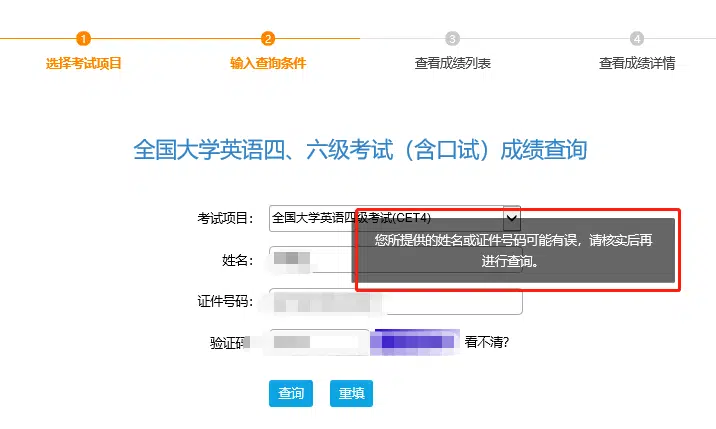 1
2
3
4
选择考试项目
输入查询条件
查看成绩列表
查看成绩详情
全国大学英语四、六级考试（含口试）成绩查询
考试项目： 全国大学英语四级考试(CET4)
您所提供的姓名或证件号码可能有误，请核实后再
进行查询。
姓名：
证件号码：
验证码
看不清?
查询 重填